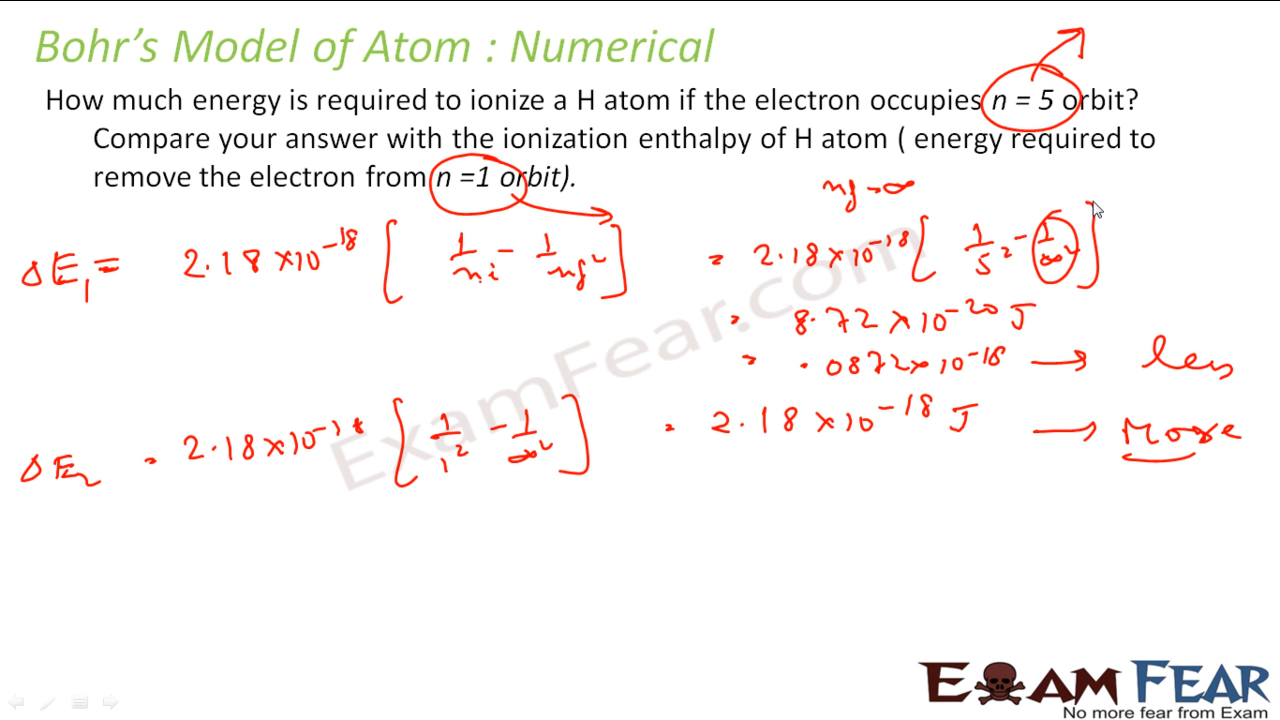 Bohr's Model of Atom : Numerical
How much energy is required to ionize a H atom if the electron occupies n = 5 orbit?
Compare your answer with the ionization enthalpy of H atom ( energy required to
remove the electron from n =1 orbit).
nf = ∞
ΔE₁ = 2.18 × 10⁻¹⁸ [ 1/ni - 1/nf² ] = 2.18 × 10⁻¹⁸ [ 1/5² - 1/∞² ]
= 8.72 × 10⁻²⁰ J
= .0872 × 10⁻¹⁸ → less
ΔE₂ = 2.18 × 10⁻¹⁸ [ 1/1² - 1/∞² ] = 2.18 × 10⁻¹⁸ J → More
ExamFear.com
EXAM FEAR
No more fear from Exam